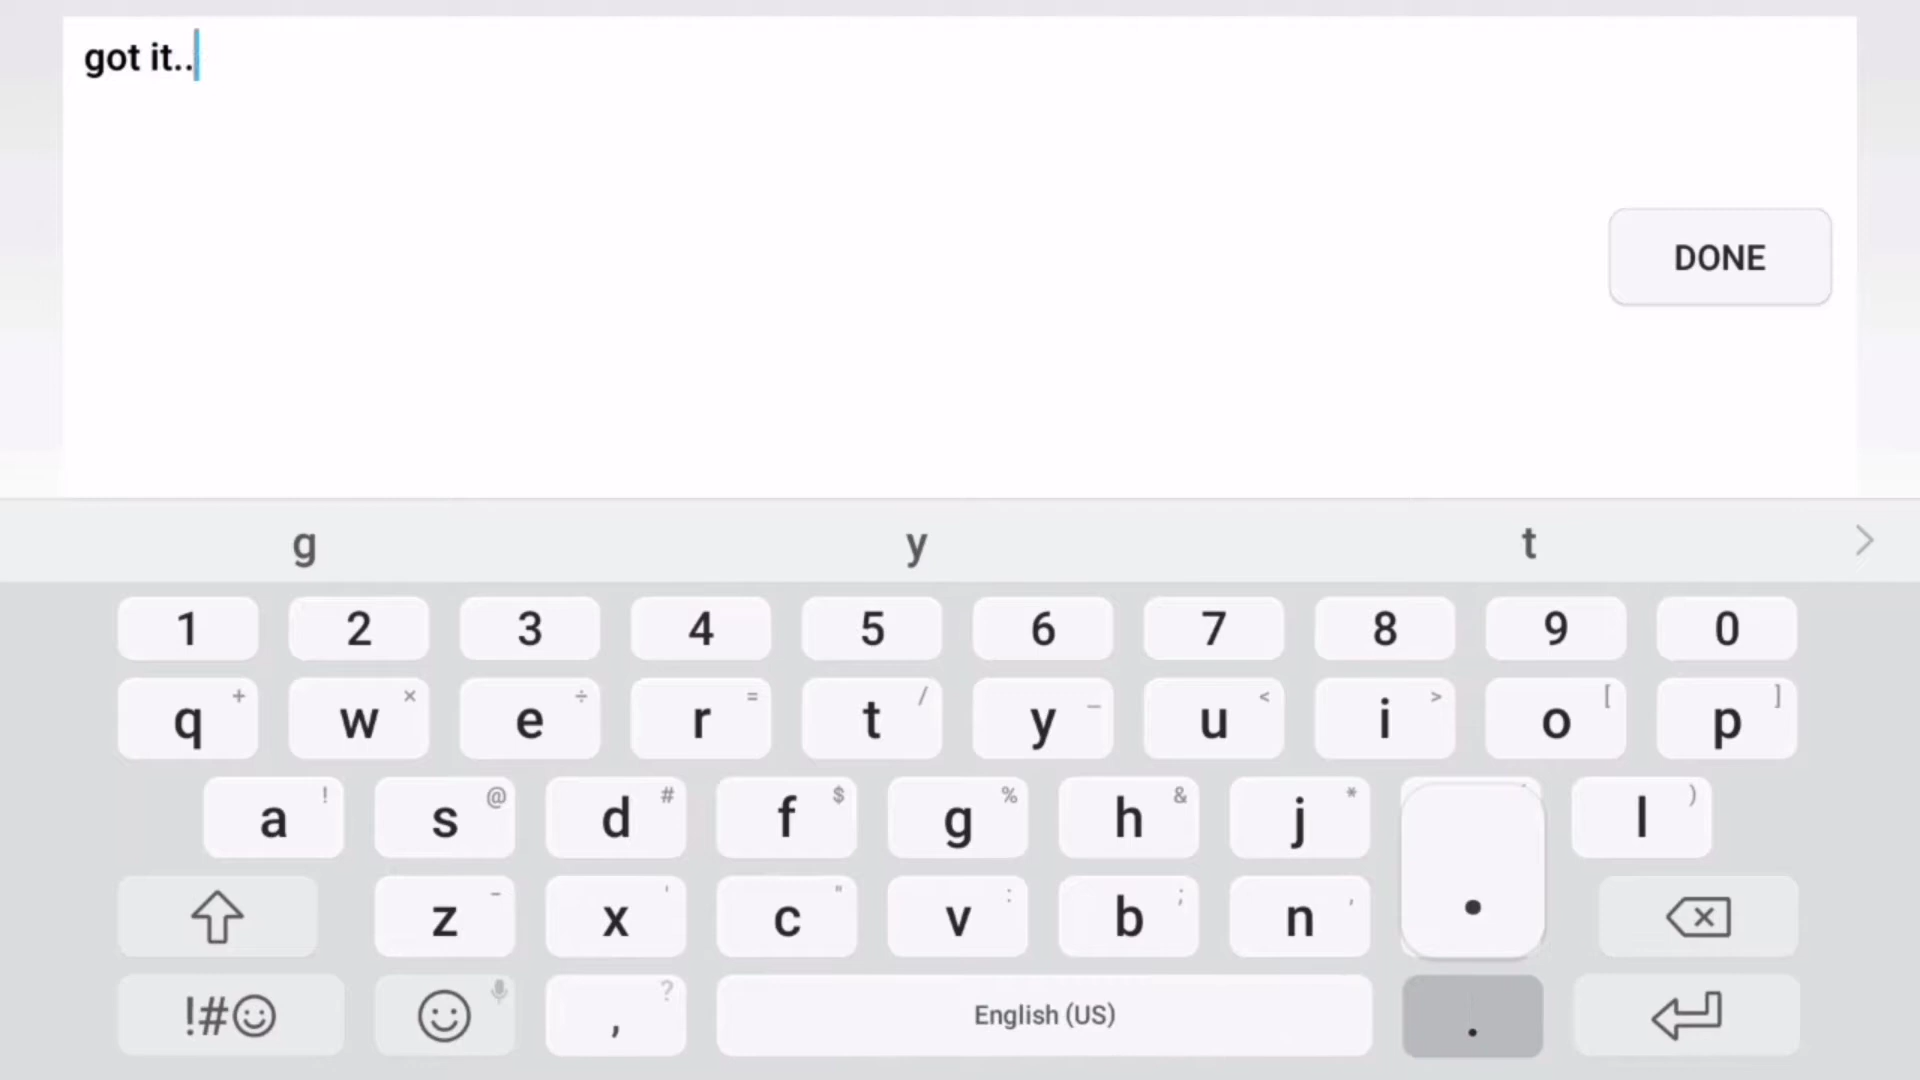 got it..
DONE
g y t >
1 2 3 4 5 6 7 8 9 0
q + w × e ÷ r = t / y _ u < i > o [ p ]
a ! s @ d # f $ g % h & j * l )
z - x ' c " v : b ; n , .
!#☺ , ? English (US) .